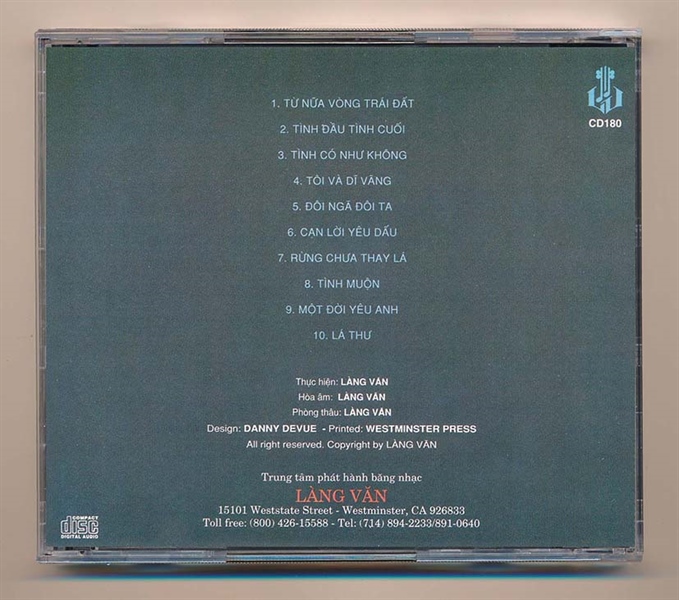 CD180
1. TỪ NỮA VÒNG TRÁI ĐẤT
2. TÌNH ĐẦU TÌNH CUỐI
3. TÌNH CÓ NHƯ KHÔNG
4. TÔI VÀ DĨ VÃNG
5. ĐÔI NGÃ ĐÔI TA
6. CẠN LỜI YÊU DẤU
7. RỪNG CHƯA THAY LÁ
8. TÌNH MUỘN
9. MỘT ĐỜI YÊU ANH
10. LÁ THƯ
Thực hiện: LÀNG VĂN
Hòa âm: LÀNG VĂN
Phòng thâu: LÀNG VĂN
Design: DANNY DEVUE - Printed: WESTMINSTER PRESS
All right reserved. Copyright by LÀNG VĂN
Trung tâm phát hành băng nhạc
LÀNG VĂN
15101 Weststate Street - Westminster, CA 926833
Toll free: (800) 426-15588 - Tel: (714) 894-2233/891-0640
COMPACT
disc
DIGITAL AUDIO